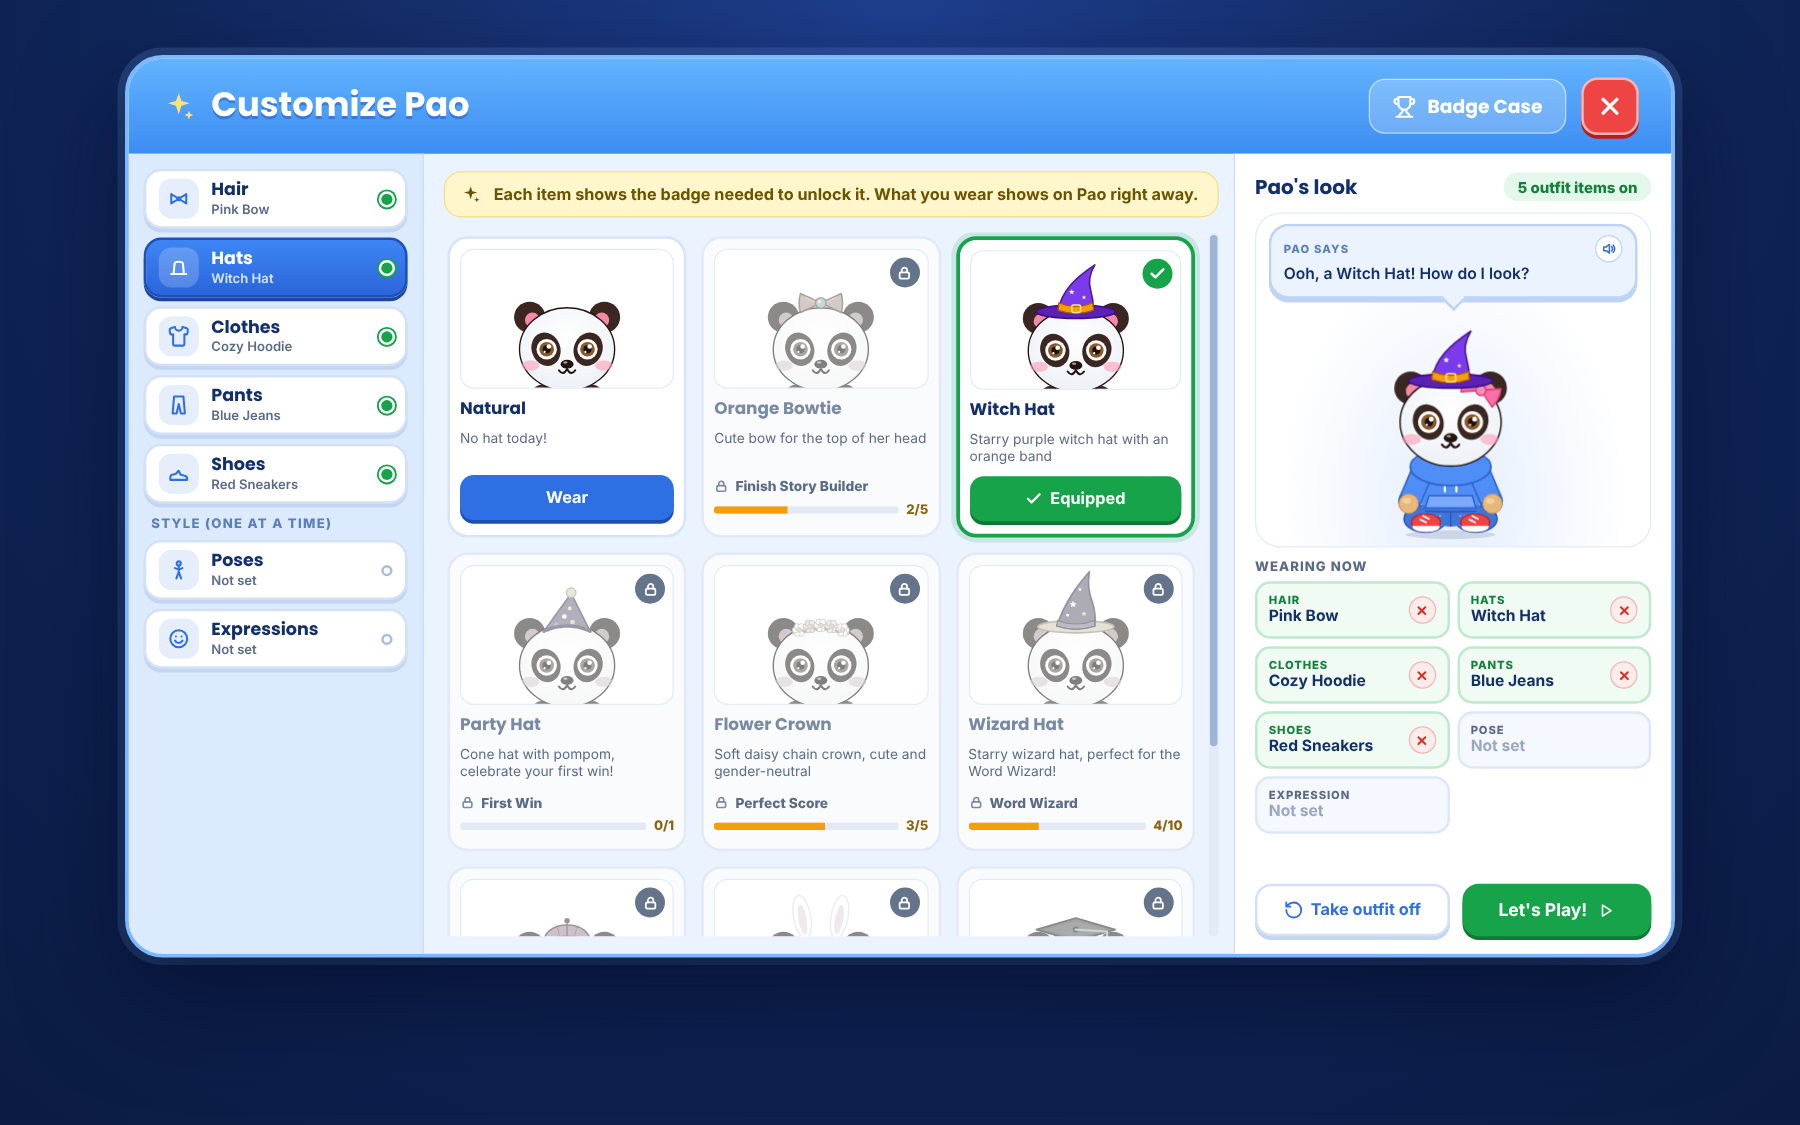 Customize Pao
Badge Case
Hair
Pink Bow
Hats
Witch Hat
Clothes
Cozy Hoodie
Pants
Blue Jeans
Shoes
Red Sneakers
STYLE (ONE AT A TIME)
Poses
Not set
Expressions
Not set
Each item shows the badge needed to unlock it. What you wear shows on Pao right away.
Natural
No hat today!
Wear
Orange Bowtie
Cute bow for the top of her head
Finish Story Builder
2/5
Witch Hat
Starry purple witch hat with an
orange band
Equipped
Party Hat
Cone hat with pompom,
celebrate your first win!
First Win
0/1
Flower Crown
Soft daisy chain crown, cute and
gender-neutral
Perfect Score
3/5
Wizard Hat
Starry wizard hat, perfect for the
Word Wizard!
Word Wizard
4/10
Pao's look
5 outfit items on
PAO SAYS
Ooh, a Witch Hat! How do I look?
WEARING NOW
HAIR
Pink Bow
HATS
Witch Hat
CLOTHES
Cozy Hoodie
PANTS
Blue Jeans
SHOES
Red Sneakers
POSE
Not set
EXPRESSION
Not set
Take outfit off
Let's Play!